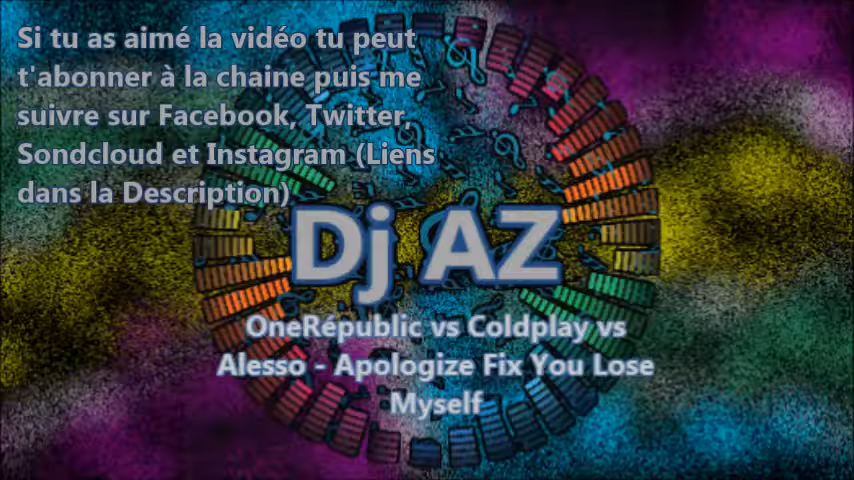 Si tu as aimé la vidéo tu peut
t'abonner à la chaine puis me
suivre sur Facebook, Twitter,
Sondcloud et Instagram (Liens
dans la Description)
Dj AZ
OneRépublic vs Coldplay vs
Alesso - Apologize Fix You Lose
Myself